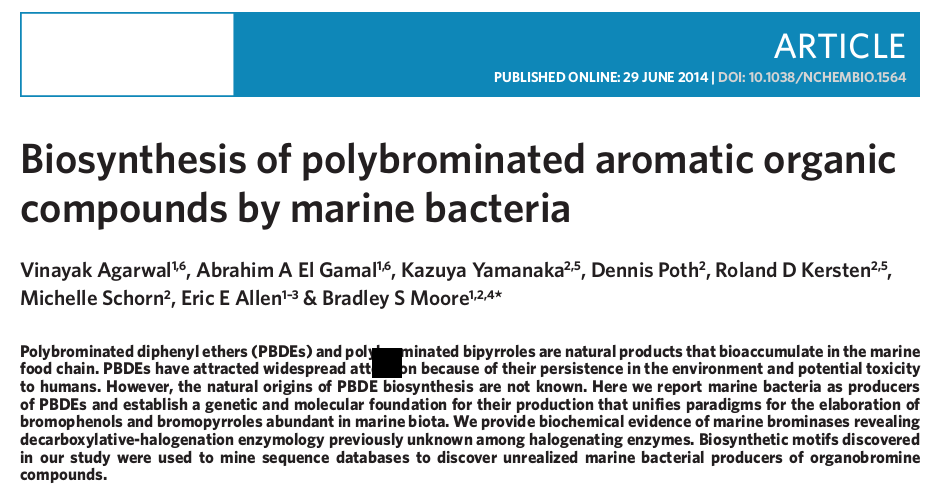 ARTICLE
PUBLISHED ONLINE: 29 JUNE 2014 | DOI: 10.1038/NCHEMBIO.1564
Biosynthesis of polybrominated aromatic organic
compounds by marine bacteria
Vinayak Agarwal1,6, Abrahim A El Gamal1,6, Kazuya Yamanaka2,5, Dennis Poth2, Roland D Kersten2,5,
Michelle Schorn2, Eric E Allen1–3 & Bradley S Moore1,2,4*
Polybrominated diphenyl ethers (PBDEs) and bipyrroles are natural products that bioaccumulate in the marine
food chain. PBDEs have attracted widespread because of their persistence in the environment and potential toxicity
to humans. However, the natural origins of PBDE biosynthesis are not known. Here we report marine bacteria as producers
of PBDEs and establish a genetic and molecular foundation for their production that unifies paradigms for the elaboration of
bromophenols and bromopyrroles abundant in marine biota. We provide biochemical evidence of marine brominases revealing
decarboxylative-halogenation enzymology previously unknown among halogenating enzymes. Biosynthetic motifs discovered
in our study were used to mine sequence databases to discover unrealized marine bacterial producers of organobromine
compounds.